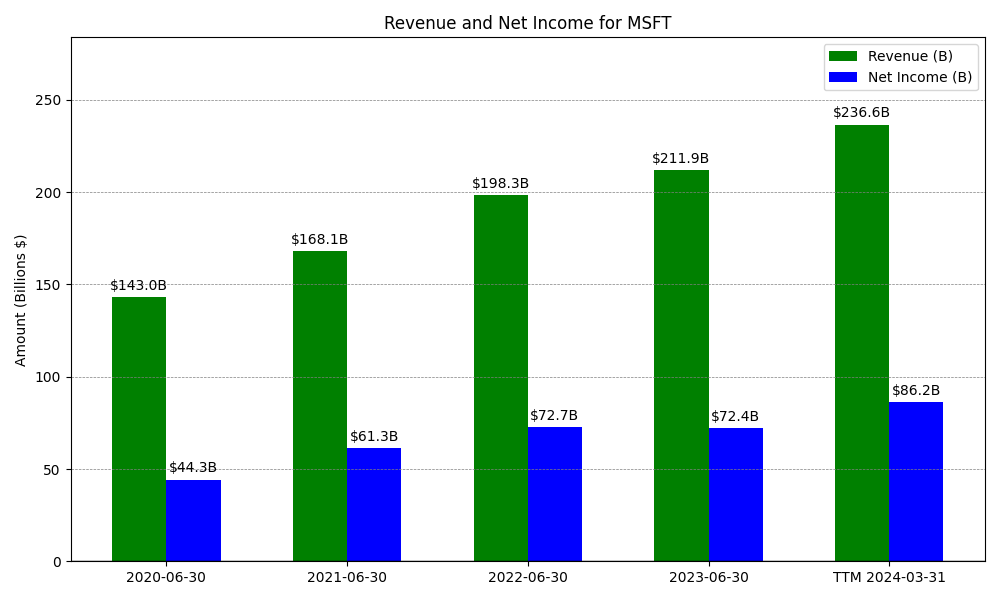 Revenue and Net Income for MSFT
Revenue (B)
Net Income (B)
Amount (Billions $)
250
200
150
100
50
0
$143.0B
$44.3B
$168.1B
$61.3B
$198.3B
$72.7B
$211.9B
$72.4B
$236.6B
$86.2B
2020-06-30
2021-06-30
2022-06-30
2023-06-30
TTM 2024-03-31